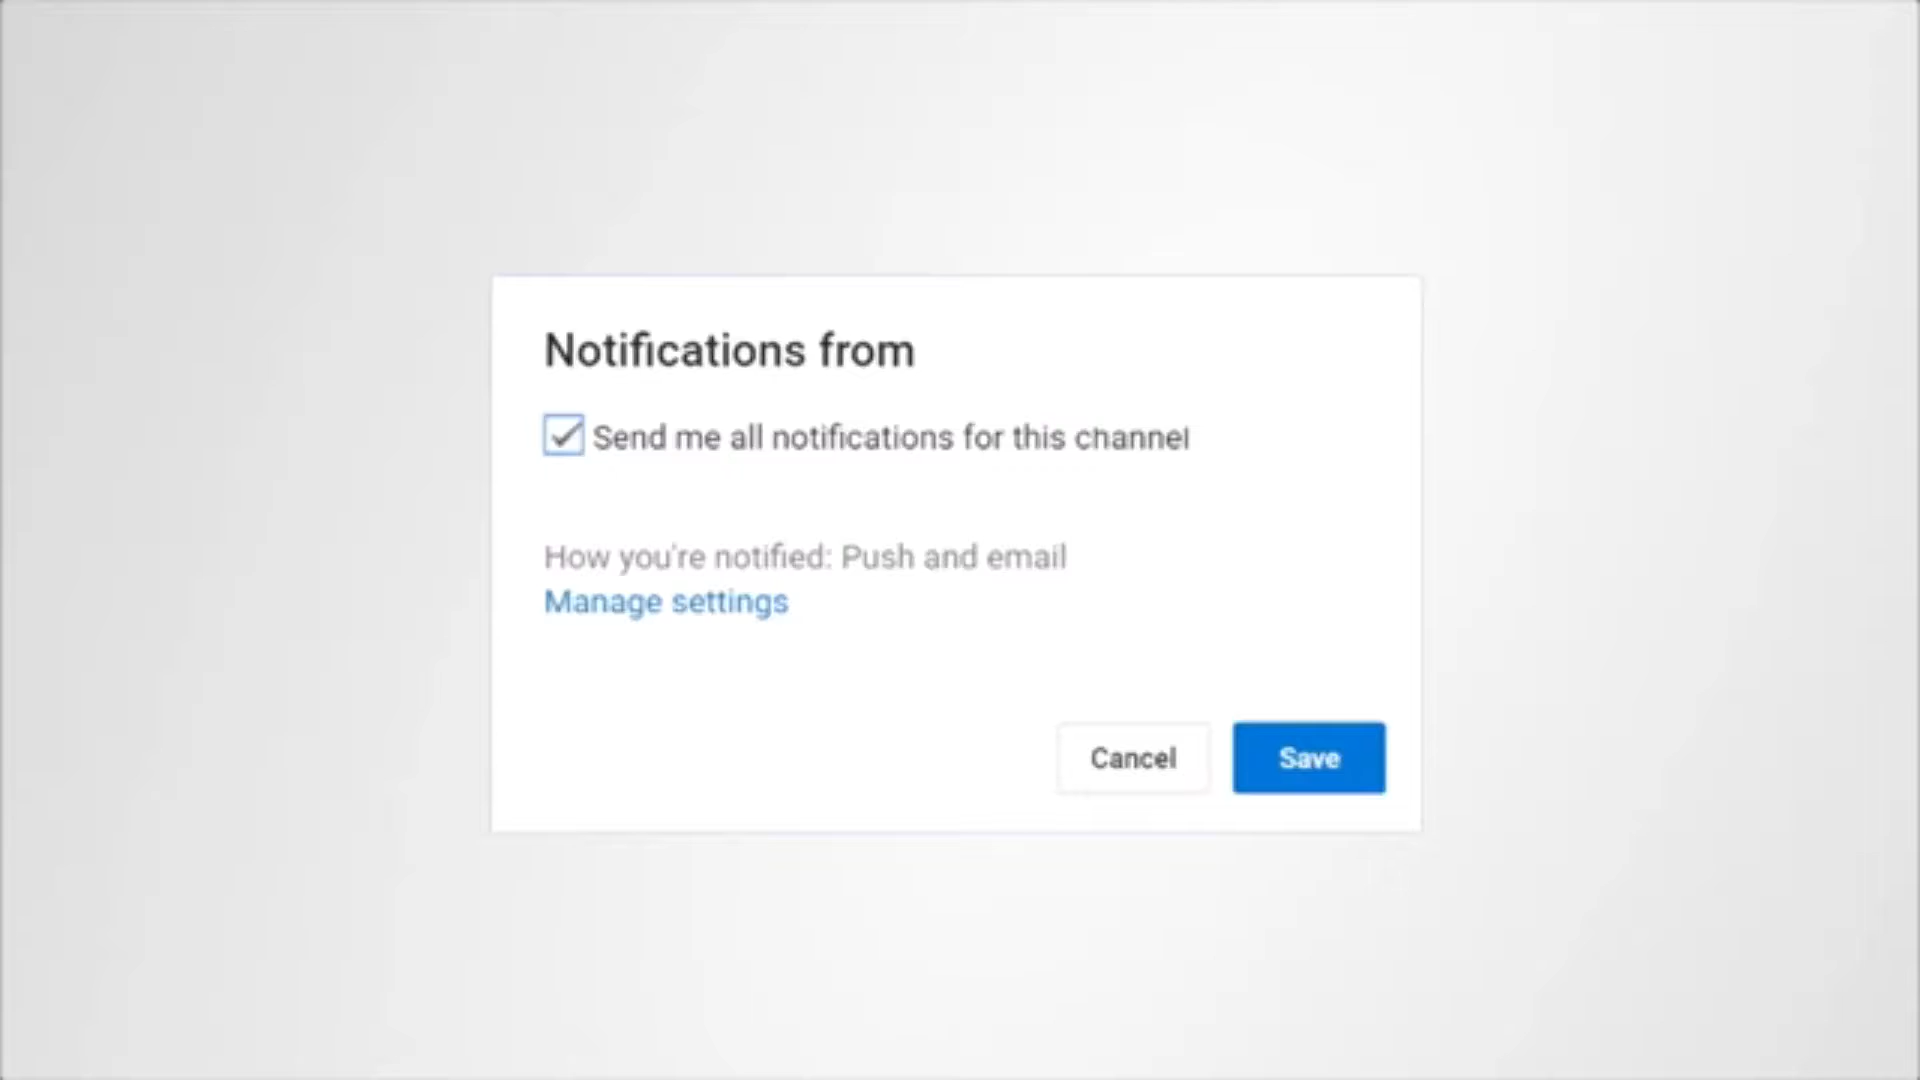 Notifications from
Send me all notifications for this channel
How you're notified: Push and email
Manage settings
Cancel
Save